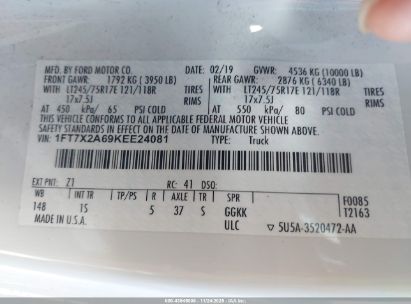 MFD. BY FORD MOTOR CO. 02/19 GVWR: 4536 KG (10000 LB)
FRONT GAWR: 1792 KG (3950 LB) REAR GAWR: 2876 KG (6340 LB)
WITH LT245/75R17E 121/118R TIRES WITH LT245/75R17E 121/118R TIRES
17x7.5J RIMS 17x7.5J RIMS
AT 450 kPa/ 65 PSI COLD AT 550 kPa/ 80 PSI COLD
THIS VEHICLE CONFORMS TO ALL APPLICABLE FEDERAL MOTOR VEHICLE
SAFETY STANDARDS IN EFFECT ON THE DATE OF MANUFACTURE SHOWN ABOVE.
VIN: 1FT7X2A69KEE24081 TYPE: Truck
EXT PNT: Z1 RC: 41 DSO:
WB INT TR TP/PS R AXLE TR SPR
148 IS 5 37 S GGKK
F0085
T2163
MADE IN U.S.A. ULC ▽ 5U5A-3520472-AA